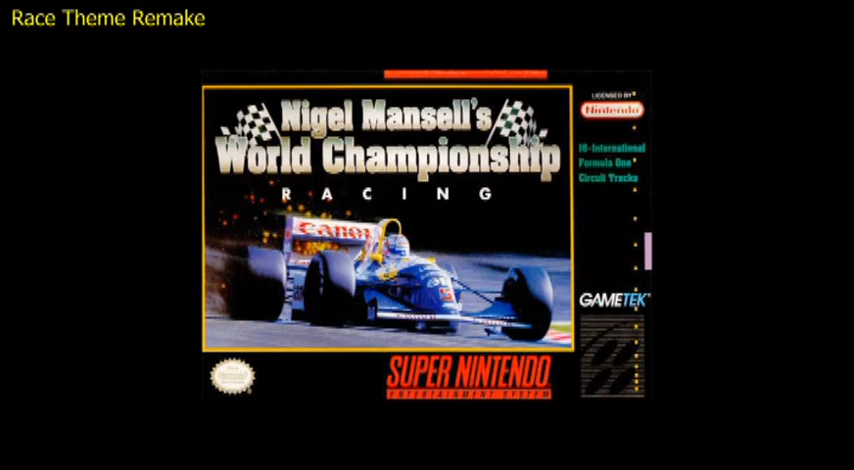 Race Theme Remake
LICENSED BY
Nintendo
Nigel Mansell's
World Championship
RACING
16-International
Formula One
Circuit Tracks
Canon
GAMETEK
SUPER NINTENDO
ENTERTAINMENT SYSTEM